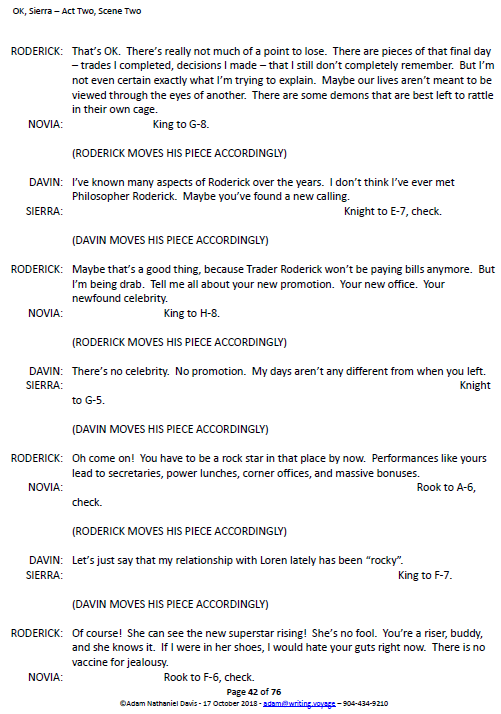 OK, Sierra – Act Two, Scene Two
RODERICK: That's OK. There's really not much of a point to lose. There are pieces of that final day
– trades I completed, decisions I made – that I still don't completely remember. But I'm
not even certain exactly what I'm trying to explain. Maybe our lives aren't meant to be
viewed through the eyes of another. There are some demons that are best left to rattle
in their own cage.
NOVIA: King to G-8.
(RODERICK MOVES HIS PIECE ACCORDINGLY)
DAVIN: I've known many aspects of Roderick over the years. I don't think I've ever met
Philosopher Roderick. Maybe you've found a new calling.
SIERRA: Knight to E-7, check.
(DAVIN MOVES HIS PIECE ACCORDINGLY)
RODERICK: Maybe that's a good thing, because Trader Roderick won't be paying bills anymore. But
I'm being drab. Tell me all about your new promotion. Your new office. Your
newfound celebrity.
NOVIA: King to H-8.
(RODERICK MOVES HIS PIECE ACCORDINGLY)
DAVIN: There's no celebrity. No promotion. My days aren't any different from when you left.
SIERRA: Knight
to G-5.
(DAVIN MOVES HIS PIECE ACCORDINGLY)
RODERICK: Oh come on! You have to be a rock star in that place by now. Performances like yours
lead to secretaries, power lunches, corner offices, and massive bonuses.
NOVIA: Rook to A-6,
check.
(RODERICK MOVES HIS PIECE ACCORDINGLY)
DAVIN: Let's just say that my relationship with Loren lately has been "rocky".
SIERRA: King to F-7.
(DAVIN MOVES HIS PIECE ACCORDINGLY)
RODERICK: Of course! She can see the new superstar rising! She's no fool. You're a riser, buddy,
and she knows it. If I were in her shoes, I would hate your guts right now. There is no
vaccine for jealousy.
NOVIA: Rook to F-6, check.
Page 42 of 76
©Adam Nathaniel Davis - 17 October 2018 - adam@writing.voyage – 904-434-9210